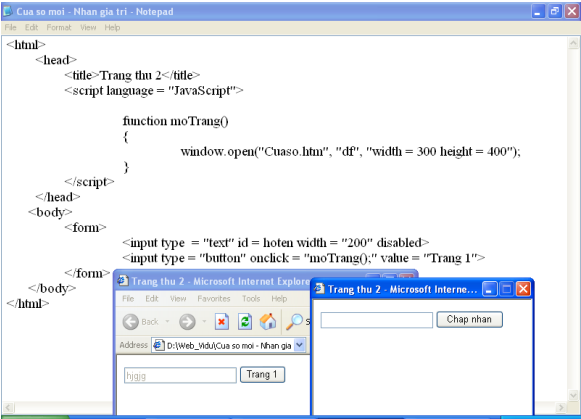 Cua so moi - Nhan gia tri - Notepad
File Edit Format View Help
<html>
<head>
<title>Trang thu 2</title>
<script language = "JavaScript">
function moTrang()
{
window.open("Cuaso.htm", "df", "width = 300 height = 400");
}
</script>
</head>
<body>
<form>
<input type = "text" id = hoten width = "200" disabled>
<input type = "button" onclick = "moTrang();" value = "Trang 1">
</form>
</body>
</html>
Trang thu 2 - Microsoft Internet Explore
File Edit View Favorites Tools Help
Back
S
Address D:\Web_Vidu\Cua so moi - Nhan gia
hjgjg Trang 1
Trang thu 2 - Microsoft Interne...
Chap nhan